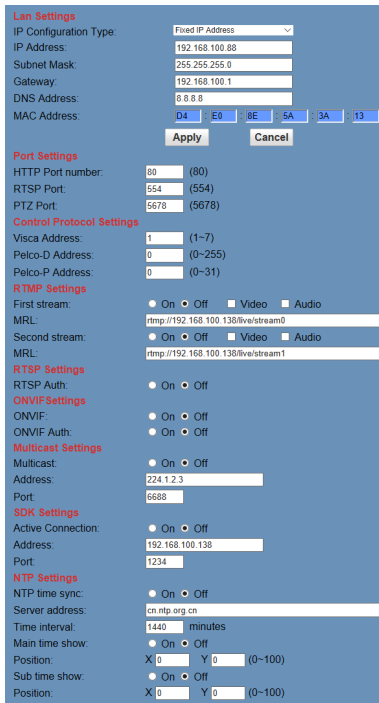 Lan Settings
IP Configuration Type: Fixed IP Address
IP Address: 192.168.100.88
Subnet Mask: 255.255.255.0
Gateway: 192.168.100.1
DNS Address: 8.8.8.8
MAC Address: D4 : E0 : 8E : 5A : 3A : 13
Apply Cancel
Port Settings
HTTP Port number: 80 (80)
RTSP Port: 554 (554)
PTZ Port: 5678 (5678)
Control Protocol Settings
Visca Address: 1 (1~7)
Pelco-D Address: 0 (0~255)
Pelco-P Address: 0 (0~31)
RTMP Settings
First stream: On Off Video Audio
MRL: rtmp://192.168.100.138/live/stream0
Second stream: On Off Video Audio
MRL: rtmp://192.168.100.138/live/stream1
RTSP Settings
RTSP Auth: On Off
ONVIFSettings
ONVIF: On Off
ONVIF Auth: On Off
Multicast Settings
Multicast: On Off
Address: 224.1.2.3
Port: 6688
SDK Settings
Active Connection: On Off
Address: 192.168.100.138
Port: 1234
NTP Settings
NTP time sync: On Off
Server address: cn.ntp.org.cn
Time interval: 1440 minutes
Main time show: On Off
Position: X 0 Y 0 (0~100)
Sub time show: On Off
Position: X 0 Y 0 (0~100)